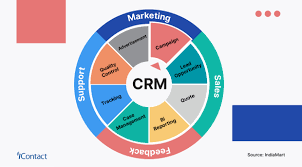 Marketing
Advertisement
Campaign
Quality
Control
Lead
Opportunity
Support
CRM
Sales
Tracking
Quote
Case
Management
BI
Reporting
Feedback
iContact
Source: IndiaMart